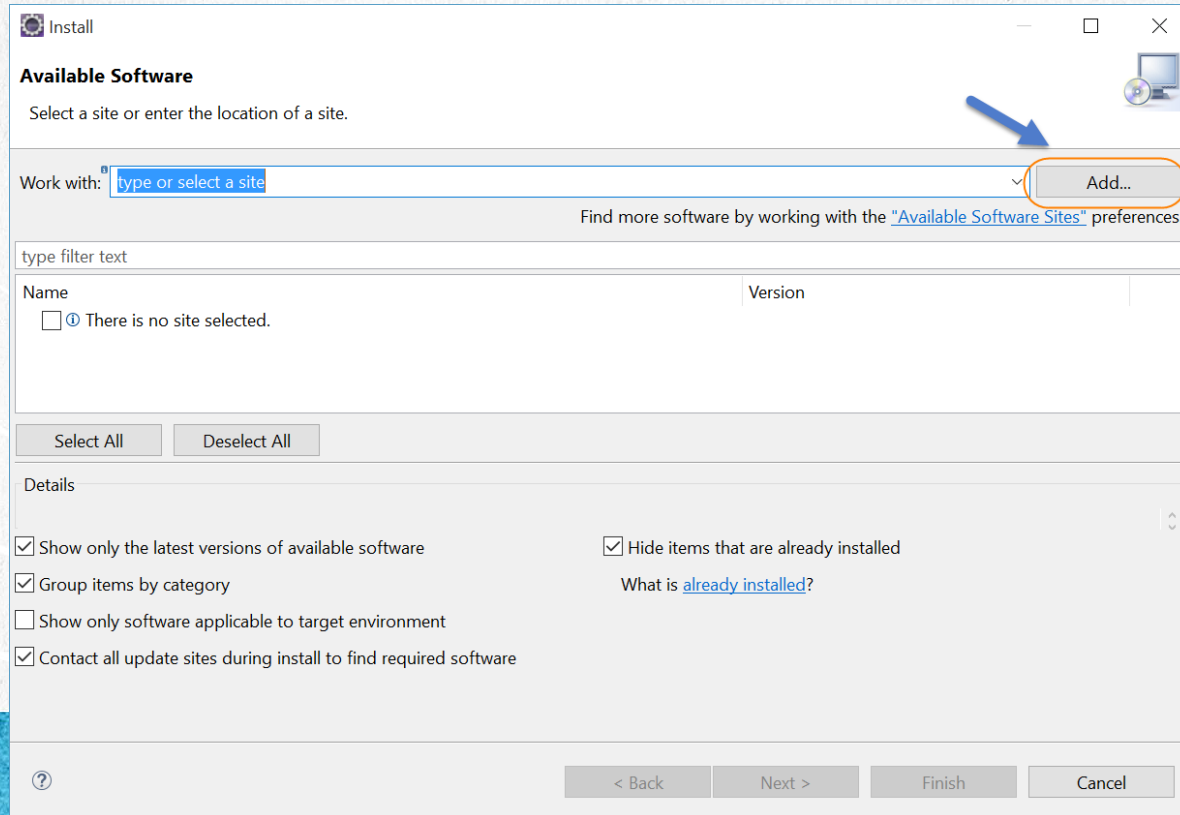 Install
Available Software
Select a site or enter the location of a site.
Work with: type or select a site Add...
Find more software by working with the "Available Software Sites" preferences
type filter text
Name Version
There is no site selected.
Select All Deselect All
Details
Show only the latest versions of available software Hide items that are already installed
Group items by category What is already installed?
Show only software applicable to target environment
Contact all update sites during install to find required software
? < Back Next > Finish Cancel